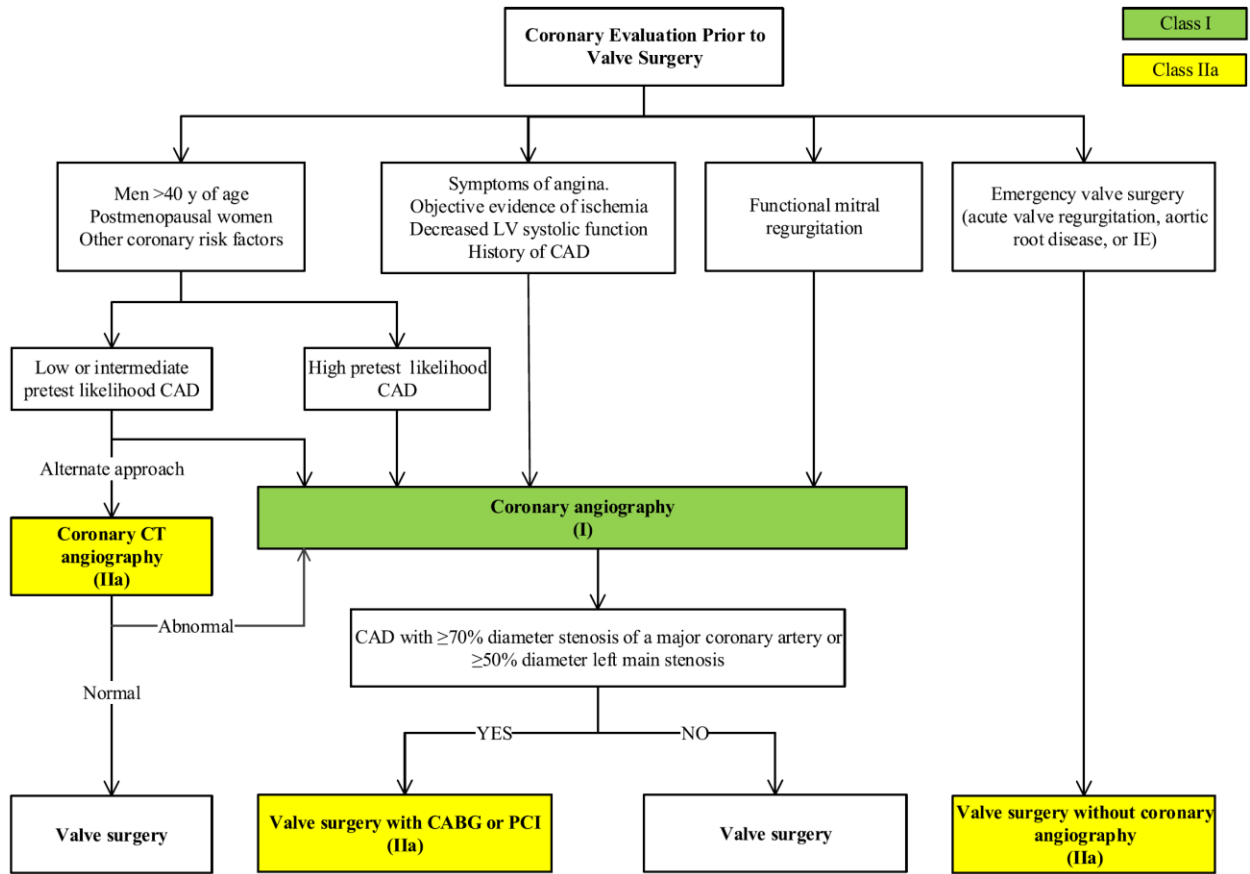 Coronary Evaluation Prior to
Valve Surgery
Class I
Class IIa
Men >40 y of age
Postmenopausal women
Other coronary risk factors
Symptoms of angina.
Objective evidence of ischemia
Decreased LV systolic function
History of CAD
Functional mitral
regurgitation
Emergency valve surgery
(acute valve regurgitation, aortic
root disease, or IE)
Low or intermediate
pretest likelihood CAD
High pretest likelihood
CAD
Alternate approach
Coronary CT
angiography
(IIa)
Coronary angiography
(I)
Abnormal
Normal
CAD with ≥70% diameter stenosis of a major coronary artery or
≥50% diameter left main stenosis
YES
NO
Valve surgery
Valve surgery with CABG or PCI
(IIa)
Valve surgery
Valve surgery without coronary
angiography
(IIa)